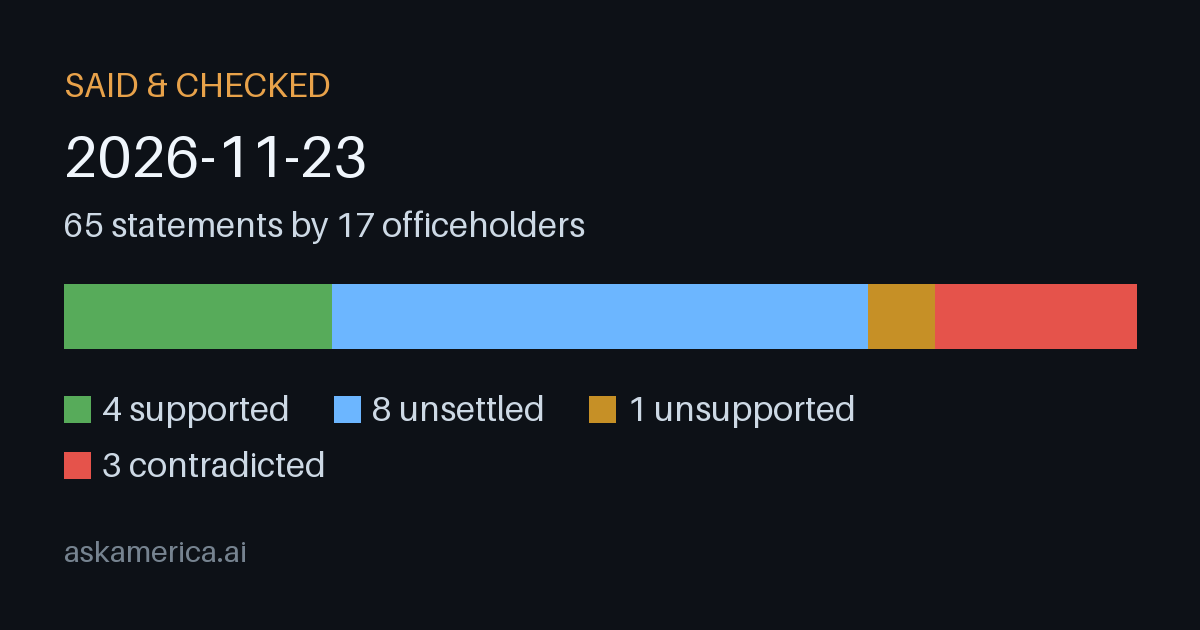 SAID & CHECKED
2026-11-23
65 statements by 17 officeholders
4 supported 8 unsettled 1 unsupported
3 contradicted
askamerica.ai